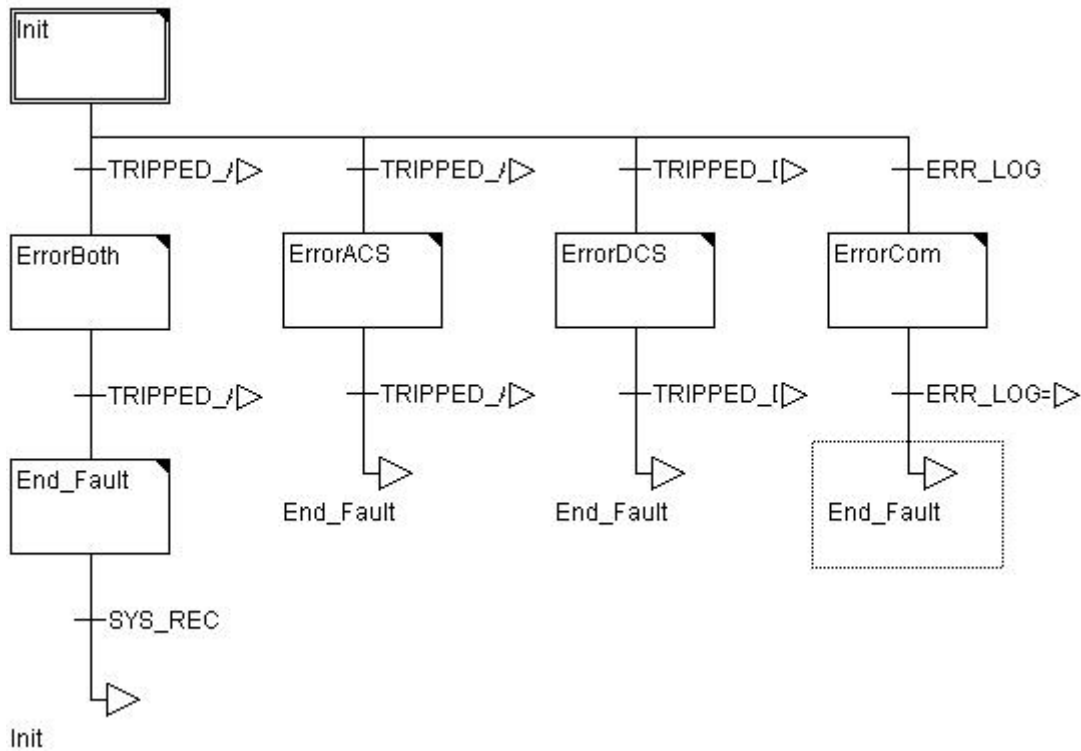 Init
TRIPPED_/ TRIPPED_/ TRIPPED_[ ERR_LOG
ErrorBoth ErrorACS ErrorDCS ErrorCom
TRIPPED_/ TRIPPED_/ TRIPPED_[ ERR_LOG=
End_Fault
End_Fault End_Fault End_Fault
SYS_REC
Init